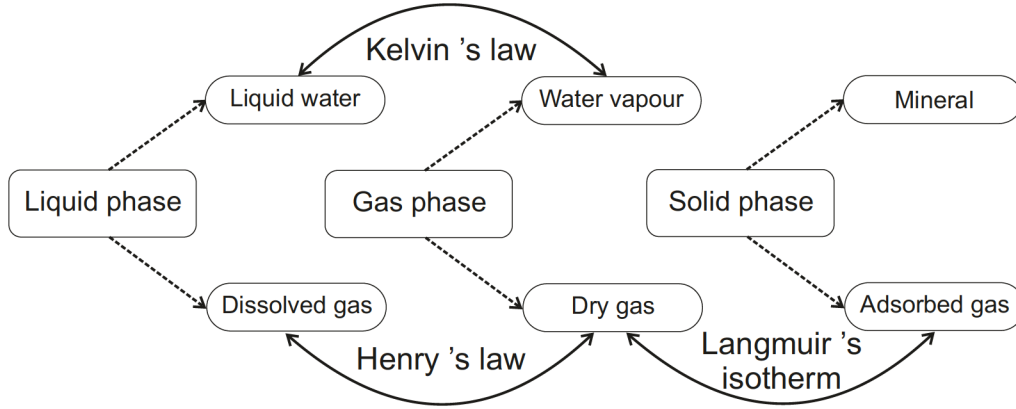 Kelvin 's law
Liquid water
Water vapour
Mineral
Liquid phase
Gas phase
Solid phase
Dissolved gas
Dry gas
Adsorbed gas
Henry 's law
Langmuir 's
isotherm